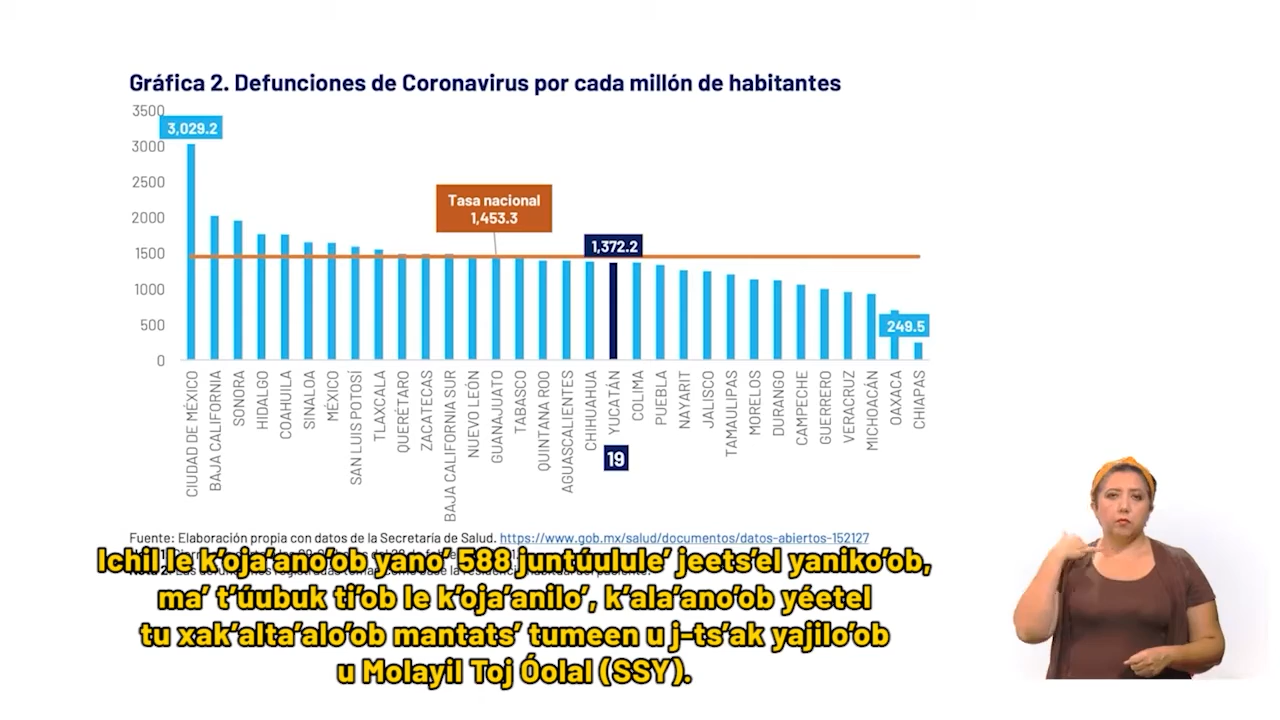 Gráfica 2. Defunciones de Coronavirus por cada millón de habitantes
3500
3,029.2
3000
2500
2000
1500
1000
500
0
Tasa nacional
1,453.3
1,372.2
249.5
CIUDAD DE MÉXICO
BAJA CALIFORNIA
SONORA
HIDALGO
COAHUILA
SINALOA
MÉXICO
SAN LUIS POTOSÍ
TLAXCALA
QUERÉTARO
ZACATECAS
BAJA CALIFORNIA SUR
NUEVO LEÓN
GUANAJUATO
TABASCO
QUINTANA ROO
AGUASCALIENTES
CHIHUAHUA
YUCATÁN
COLIMA
PUEBLA
NAYARIT
JALISCO
TAMAULIPAS
MORELOS
DURANGO
CAMPECHE
GUERRERO
VERACRUZ
MICHOACÁN
OAXACA
CHIAPAS
19
Fuente: Elaboración propia con datos de la Secretaría de Salud. https://www.gob.mx/salud/documentos/datos-abiertos-152127
Ichil le k'oja'ano'ob yano' 588 juntúulule' jeets'el yaniko'ob,
ma' t'úubuk ti'ob le k'oja'anilo', k'ala'ano'ob yéetel
tu xak'alta'alo'ob mantats' tumeen u j-ts'ak yajilo'ob
u Molayil Toj Óolal (SSY).